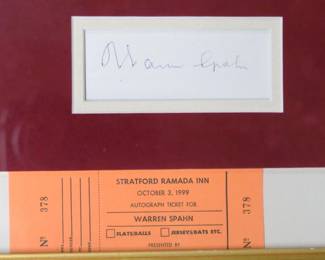 Warren Spahn
Nº 378
STRATFORD RAMADA INN
OCTOBER 3, 1999
AUTOGRAPH TICKET FOR
WARREN SPAHN
FLATS/BALLS JERSEYS/BATS ETC.
PRESENTED BY
Nº 378